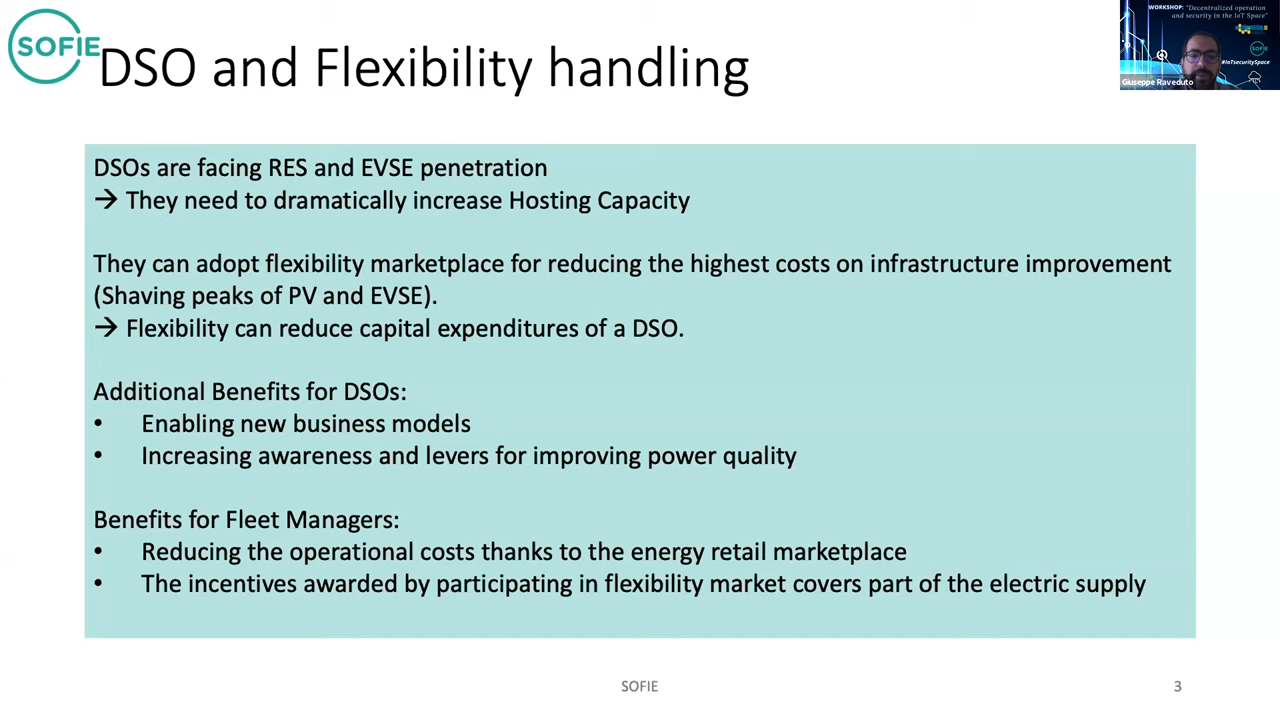 SOFIE
DSO and Flexibility handling
WORKSHOP: "Decentralized operation
and security in the IoT Space"
SOFIE
#IoTsecuritySpace
Giuseppe Raveduto
DSOs are facing RES and EVSE penetration
→ They need to dramatically increase Hosting Capacity
They can adopt flexibility marketplace for reducing the highest costs on infrastructure improvement
(Shaving peaks of PV and EVSE).
→ Flexibility can reduce capital expenditures of a DSO.
Additional Benefits for DSOs:
• Enabling new business models
• Increasing awareness and levers for improving power quality
Benefits for Fleet Managers:
• Reducing the operational costs thanks to the energy retail marketplace
• The incentives awarded by participating in flexibility market covers part of the electric supply
SOFIE
3